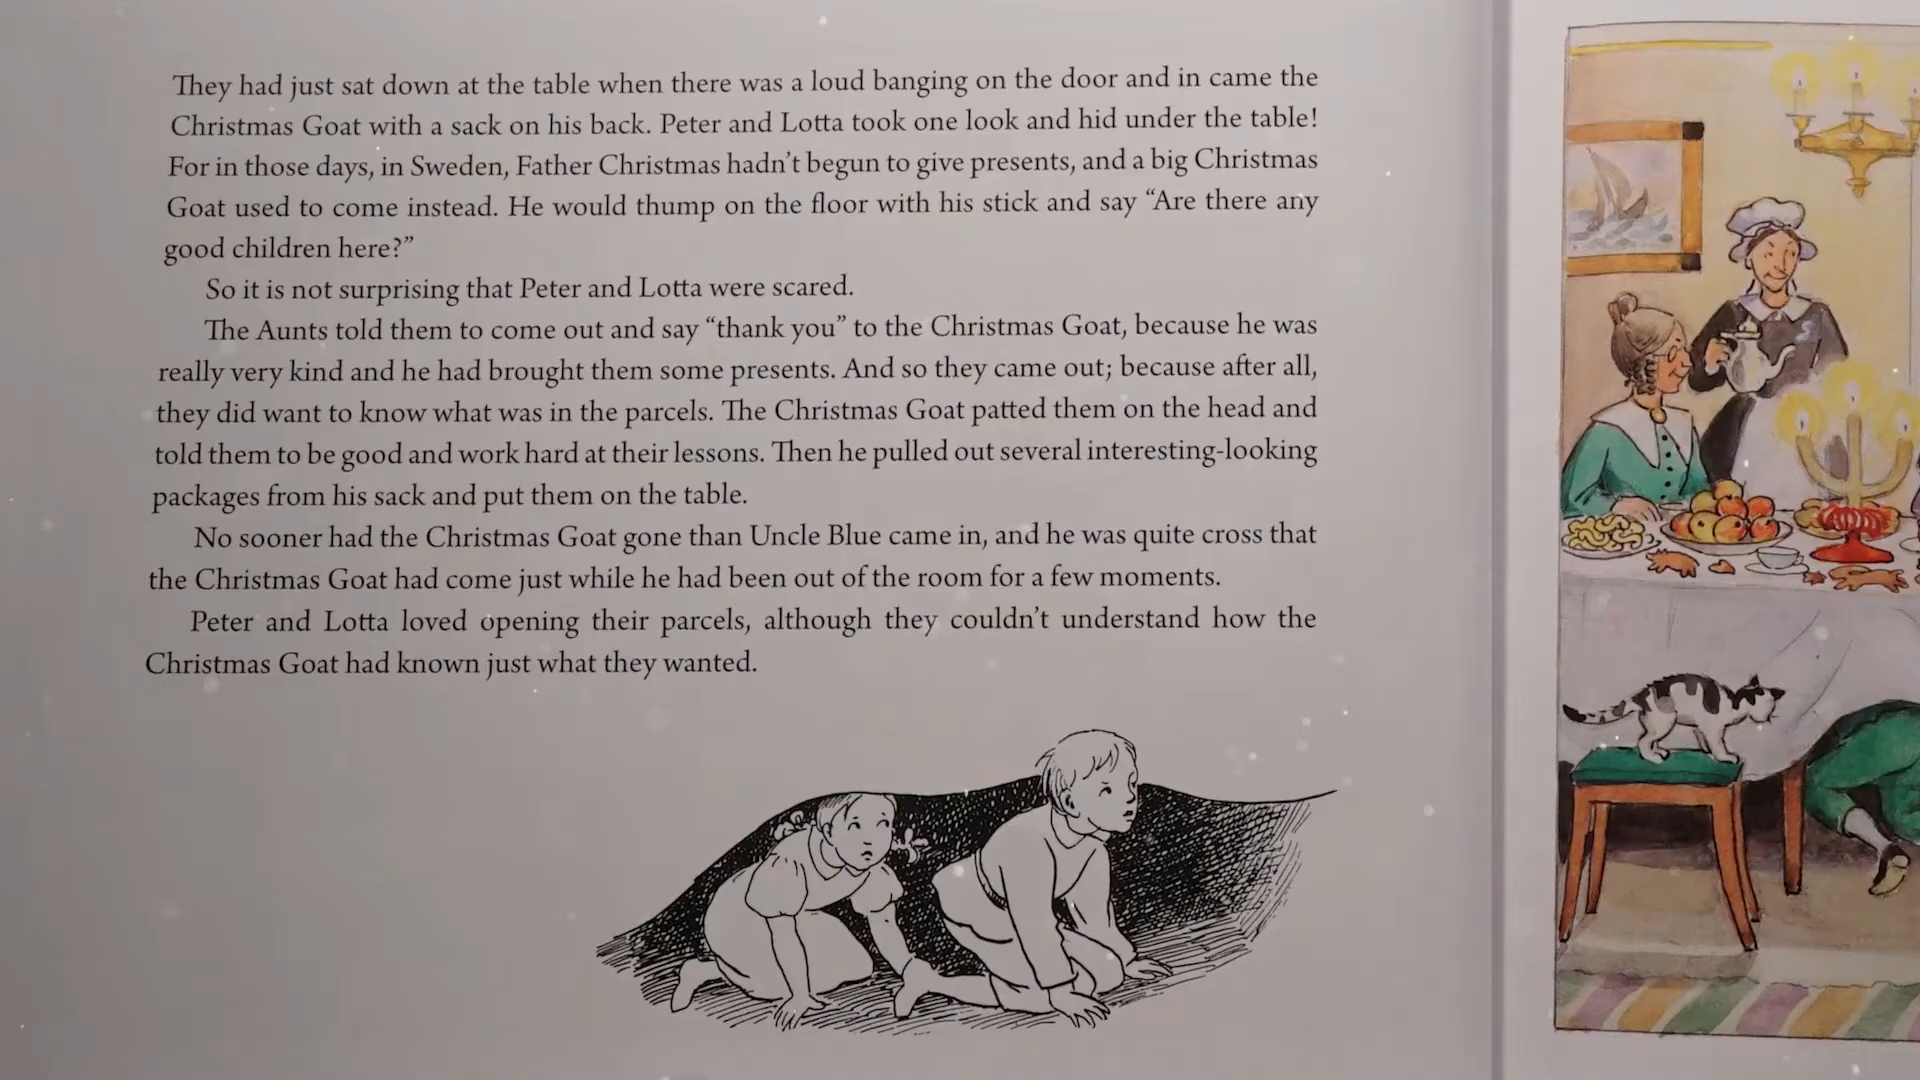 They had just sat down at the table when there was a loud banging on the door and in came the
Christmas Goat with a sack on his back. Peter and Lotta took one look and hid under the table!
For in those days, in Sweden, Father Christmas hadn’t begun to give presents, and a big Christmas
Goat used to come instead. He would thump on the floor with his stick and say “Are there any
good children here?”
So it is not surprising that Peter and Lotta were scared.
The Aunts told them to come out and say “thank you” to the Christmas Goat, because he was
really very kind and he had brought them some presents. And so they came out; because after all,
they did want to know what was in the parcels. The Christmas Goat patted them on the head and
told them to be good and work hard at their lessons. Then he pulled out several interesting-looking
packages from his sack and put them on the table.
No sooner had the Christmas Goat gone than Uncle Blue came in, and he was quite cross that
the Christmas Goat had come just while he had been out of the room for a few moments.
Peter and Lotta loved opening their parcels, although they couldn’t understand how the
Christmas Goat had known just what they wanted.